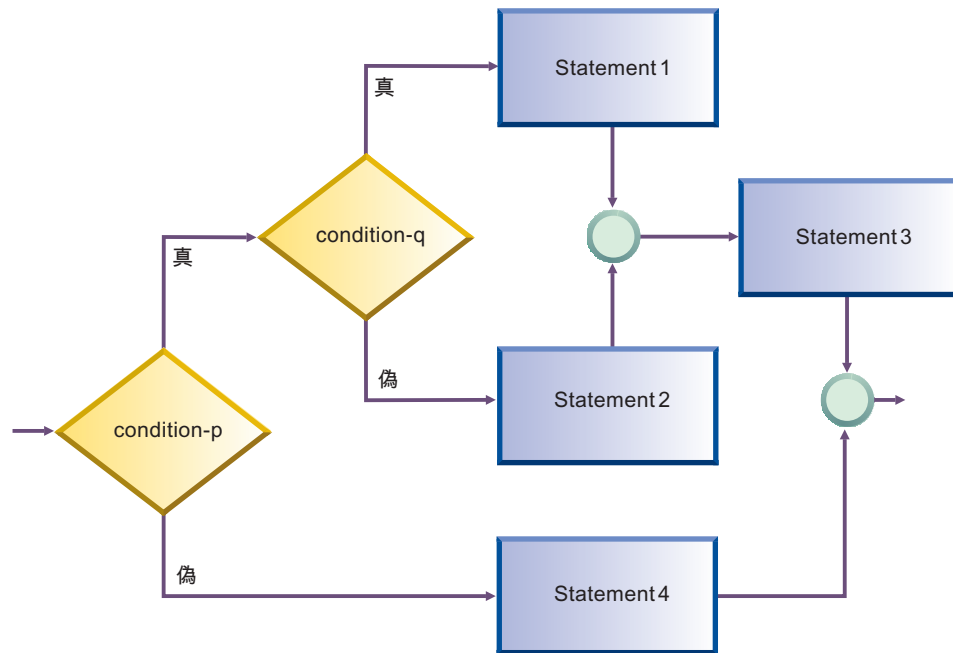 Statement 1
真
condition-q
Statement 3
真
偽
Statement 2
condition-p
偽
Statement 4